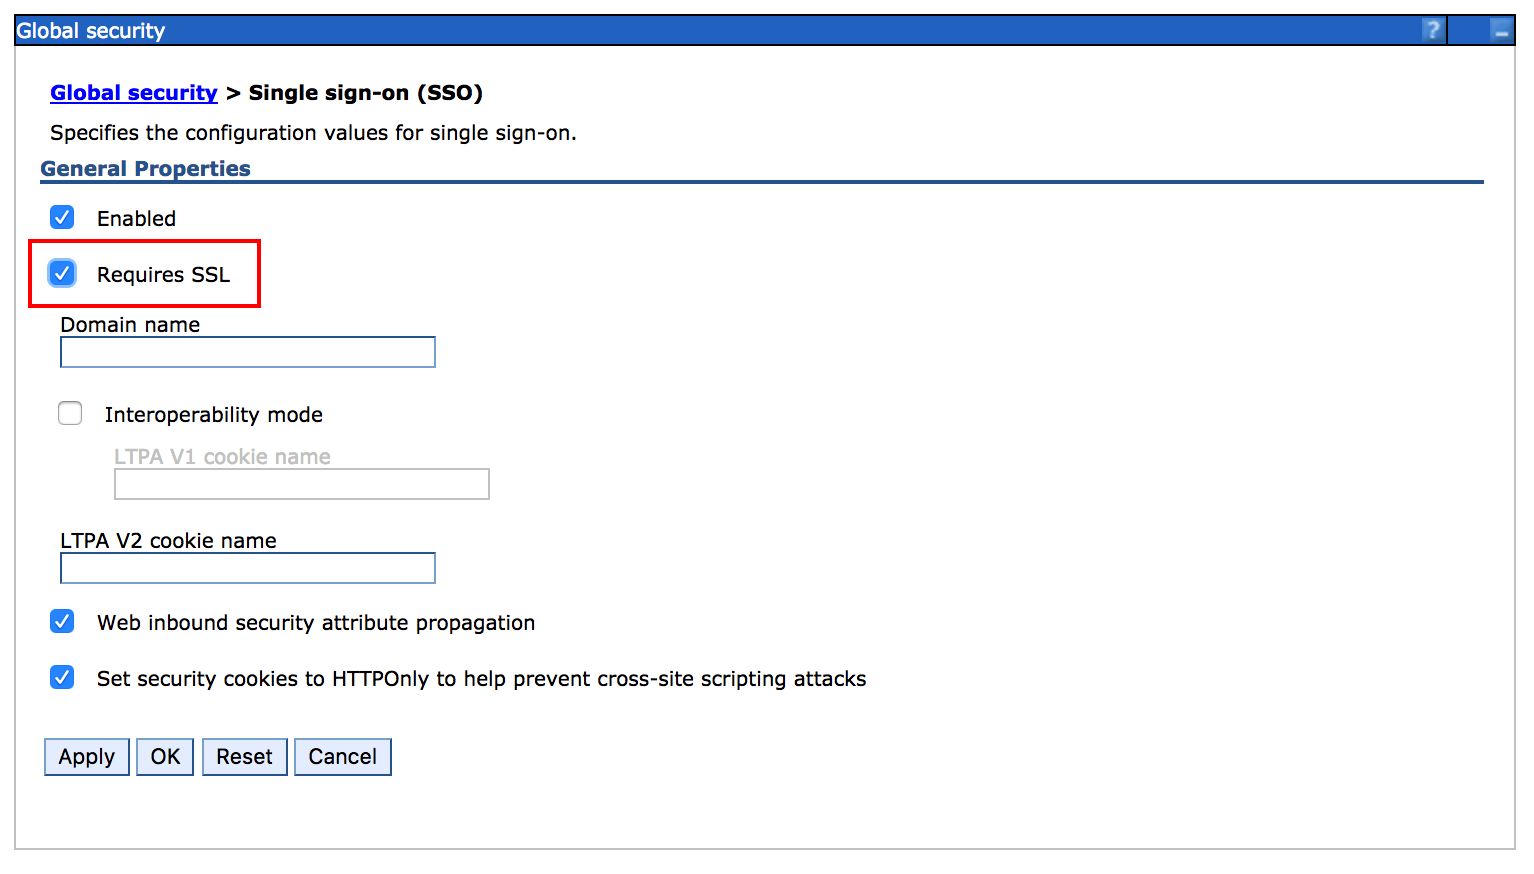 Global security ?
Global security > Single sign-on (SSO)
Specifies the configuration values for single sign-on.
General Properties
Enabled
Requires SSL
Domain name
Interoperability mode
LTPA V1 cookie name
LTPA V2 cookie name
Web inbound security attribute propagation
Set security cookies to HTTPOnly to help prevent cross-site scripting attacks
Apply OK Reset Cancel